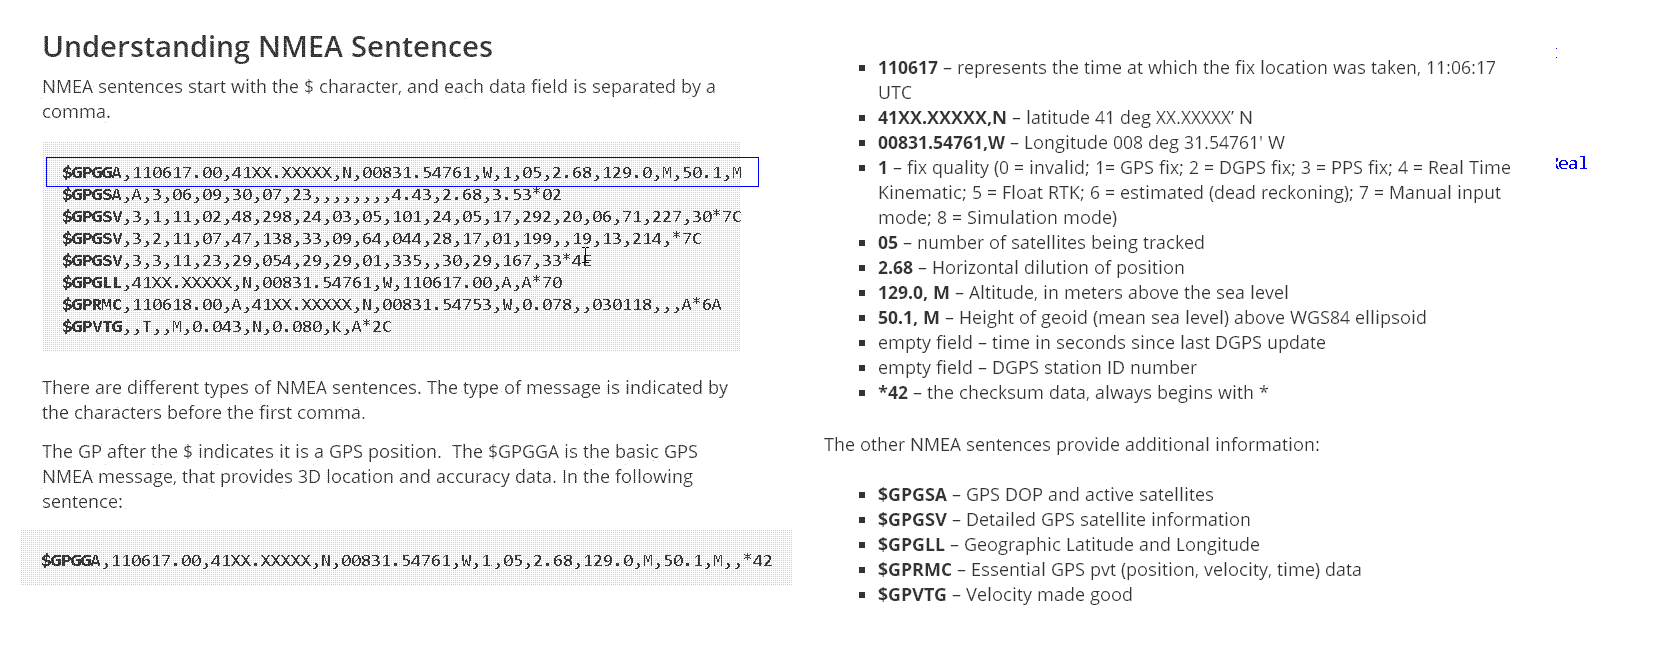 Understanding NMEA Sentences
NMEA sentences start with the $ character, and each data field is separated by a
comma.
$GPGGA,110617.00,41XX.XXXXX,N,00831.54761,W,1,05,2.68,129.0,M,50.1,M
$GPGSA,A,3,06,09,30,07,23,,,,,,,,4.43,2.68,3.53*02
$GPGSV,3,1,11,02,48,298,24,03,05,101,24,05,17,292,20,06,71,227,30*7C
$GPGSV,3,2,11,07,47,138,33,09,64,044,28,17,01,199,,19,13,214,*7C
$GPGSV,3,3,11,23,29,054,29,29,01,335,,30,29,167,33*4E
$GPGLL,41XX.XXXXX,N,00831.54761,W,110617.00,A,A*70
$GPRMC,110618.00,A,41XX.XXXXX,N,00831.54753,W,0.078,,030118,,,A*6A
$GPVTG,,T,,M,0.043,N,0.080,K,A*2C
There are different types of NMEA sentences. The type of message is indicated by
the characters before the first comma.
The GP after the $ indicates it is a GPS position.  The $GPGGA is the basic GPS
NMEA message, that provides 3D location and accuracy data. In the following
sentence:
$GPGGA,110617.00,41XX.XXXXX,N,00831.54761,W,1,05,2.68,129.0,M,50.1,M,,*42
▪ 110617 – represents the time at which the fix location was taken, 11:06:17
UTC
▪ 41XX.XXXXX,N – latitude 41 deg XX.XXXXX’ N
▪ 00831.54761,W – Longitude 008 deg 31.54761' W
▪ 1 – fix quality (0 = invalid; 1= GPS fix; 2 = DGPS fix; 3 = PPS fix; 4 = Real Time
Kinematic; 5 = Float RTK; 6 = estimated (dead reckoning); 7 = Manual input
mode; 8 = Simulation mode)
▪ 05 – number of satellites being tracked
▪ 2.68 – Horizontal dilution of position
▪ 129.0, M – Altitude, in meters above the sea level
▪ 50.1, M – Height of geoid (mean sea level) above WGS84 ellipsoid
▪ empty field – time in seconds since last DGPS update
▪ empty field – DGPS station ID number
▪ *42 – the checksum data, always begins with *
The other NMEA sentences provide additional information:
▪ $GPGSA – GPS DOP and active satellites
▪ $GPGSV – Detailed GPS satellite information
▪ $GPGLL – Geographic Latitude and Longitude
▪ $GPRMC – Essential GPS pvt (position, velocity, time) data
▪ $GPVTG – Velocity made good